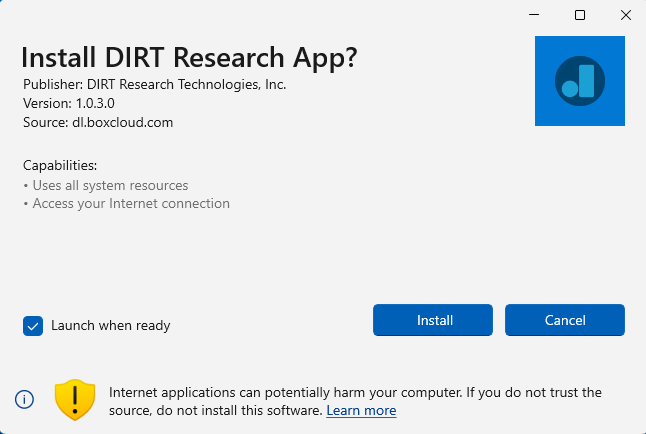 Install DIRT Research App?
Publisher: DIRT Research Technologies, Inc.
Version: 1.0.3.0
Source: dl.boxcloud.com
Capabilities:
• Uses all system resources
• Access your Internet connection
Launch when ready
Install
Cancel
Internet applications can potentially harm your computer. If you do not trust the
source, do not install this software. Learn more